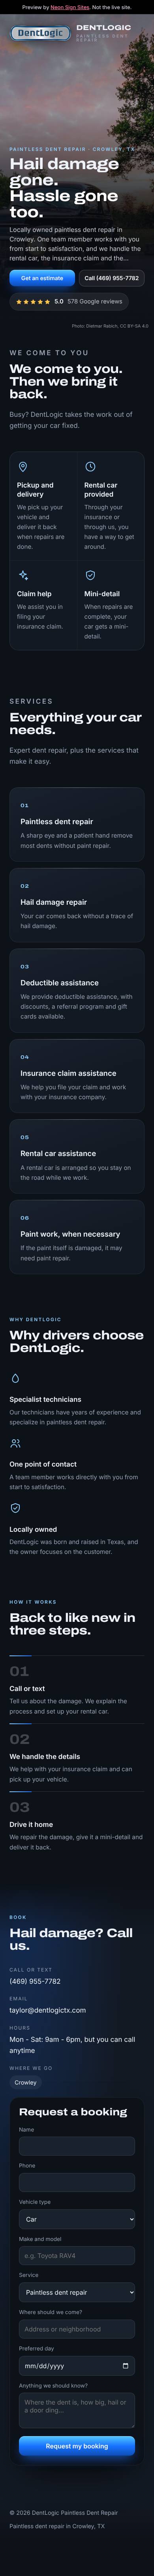 Preview by Neon Sign Sites. Not the live site.
DentLogic
DENTLOGIC
PAINTLESS DENT REPAIR
PAINTLESS DENT REPAIR · CROWLEY, TX
Hail damage
gone.
Hassle gone
too.
Locally owned paintless dent repair in
Crowley. One team member works with you
from start to satisfaction, and we handle the
rental car, the insurance claim and the...
Get an estimate
Call (469) 955-7782
★★★★★ 5.0 578 Google reviews
Photo: Dietmar Rabich, CC BY-SA 4.0
WE COME TO YOU
We come to you.
Then we bring it
back.
Busy? DentLogic takes the work out of
getting your car fixed.
Pickup and
delivery
We pick up your
vehicle and
deliver it back
when repairs are
done.
Rental car
provided
Through your
insurance or
through us, you
have a way to get
around.
Claim help
We assist you in
filing your
insurance claim.
Mini-detail
When repairs are
complete, your
car gets a mini-
detail.
SERVICES
Everything your car
needs.
Expert dent repair, plus the services that
make it easy.
01
Paintless dent repair
A sharp eye and a patient hand remove
most dents without paint repair.
02
Hail damage repair
Your car comes back without a trace of
hail damage.
03
Deductible assistance
We provide deductible assistance, with
discounts, a referral program and gift
cards available.
04
Insurance claim assistance
We help you file your claim and work
with your insurance company.
05
Rental car assistance
A rental car is arranged so you stay on
the road while we work.
06
Paint work, when necessary
If the paint itself is damaged, it may
need paint repair.
WHY DENTLOGIC
Why drivers choose
DentLogic.
Specialist technicians
Our technicians have years of experience and
specialize in paintless dent repair.
One point of contact
A team member works directly with you from
start to satisfaction.
Locally owned
DentLogic was born and raised in Texas, and
the owner focuses on the customer.
HOW IT WORKS
Back to like new in
three steps.
01
Call or text
Tell us about the damage. We explain the
process and set up your rental car.
02
We handle the details
We help with your insurance claim and can
pick up your vehicle.
03
Drive it home
We repair the damage, give it a mini-detail and
deliver it back.
BOOK
Hail damage? Call
us.
CALL OR TEXT
(469) 955-7782
EMAIL
taylor@dentlogictx.com
HOURS
Mon - Sat: 9am - 6pm, but you can call
anytime
WHERE WE GO
Crowley
Request a booking
Name
Phone
Vehicle type
Car
Make and model
e.g. Toyota RAV4
Service
Paintless dent repair
Where should we come?
Address or neighborhood
Preferred day
mm/dd/yyyy
Anything we should know?
Where the dent is, how big, hail or
a door ding...
Request my booking
© 2026 DentLogic Paintless Dent Repair
Paintless dent repair in Crowley, TX